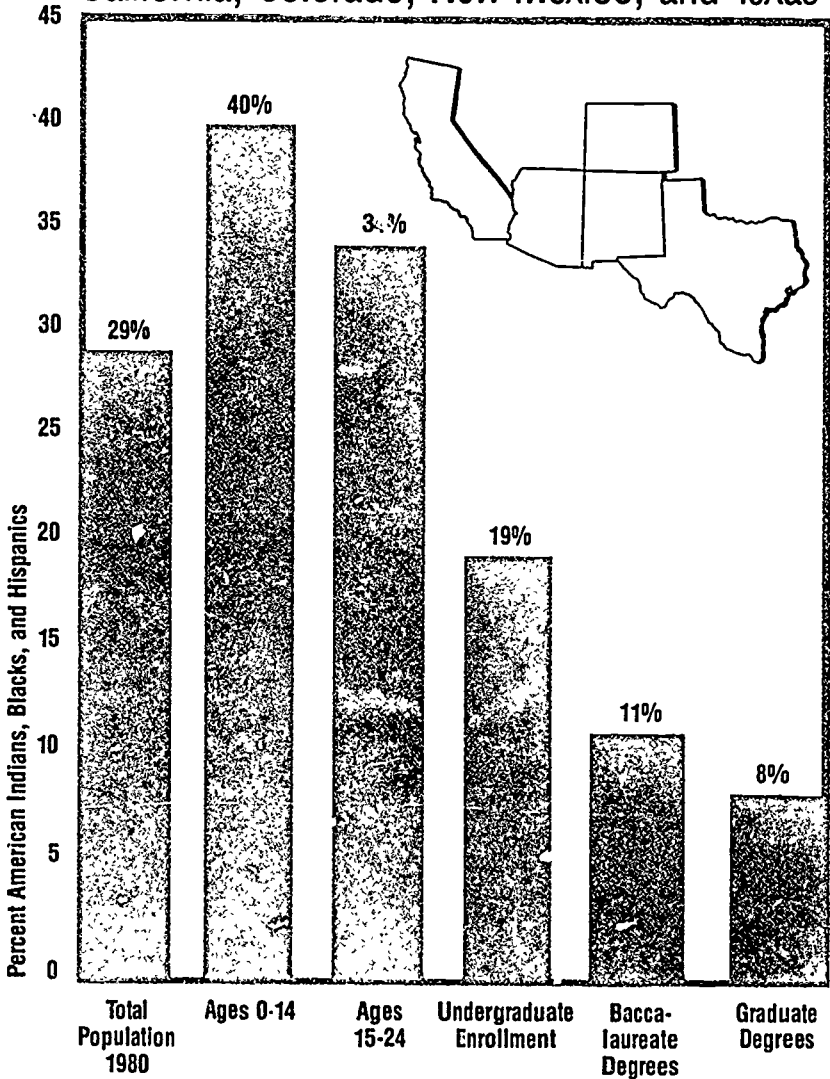 California, Colorado, New Mexico, and Texas
45
40
35
30
25
20
15
10
5
0
Percent American Indians, Blacks, and Hispanics
29%
40%
19%
11%
8%
Total
Population
1980
Ages 0-14
Ages
15-24
Undergraduate
Enrollment
Bacca-
laureate
Degrees
Graduate
Degrees